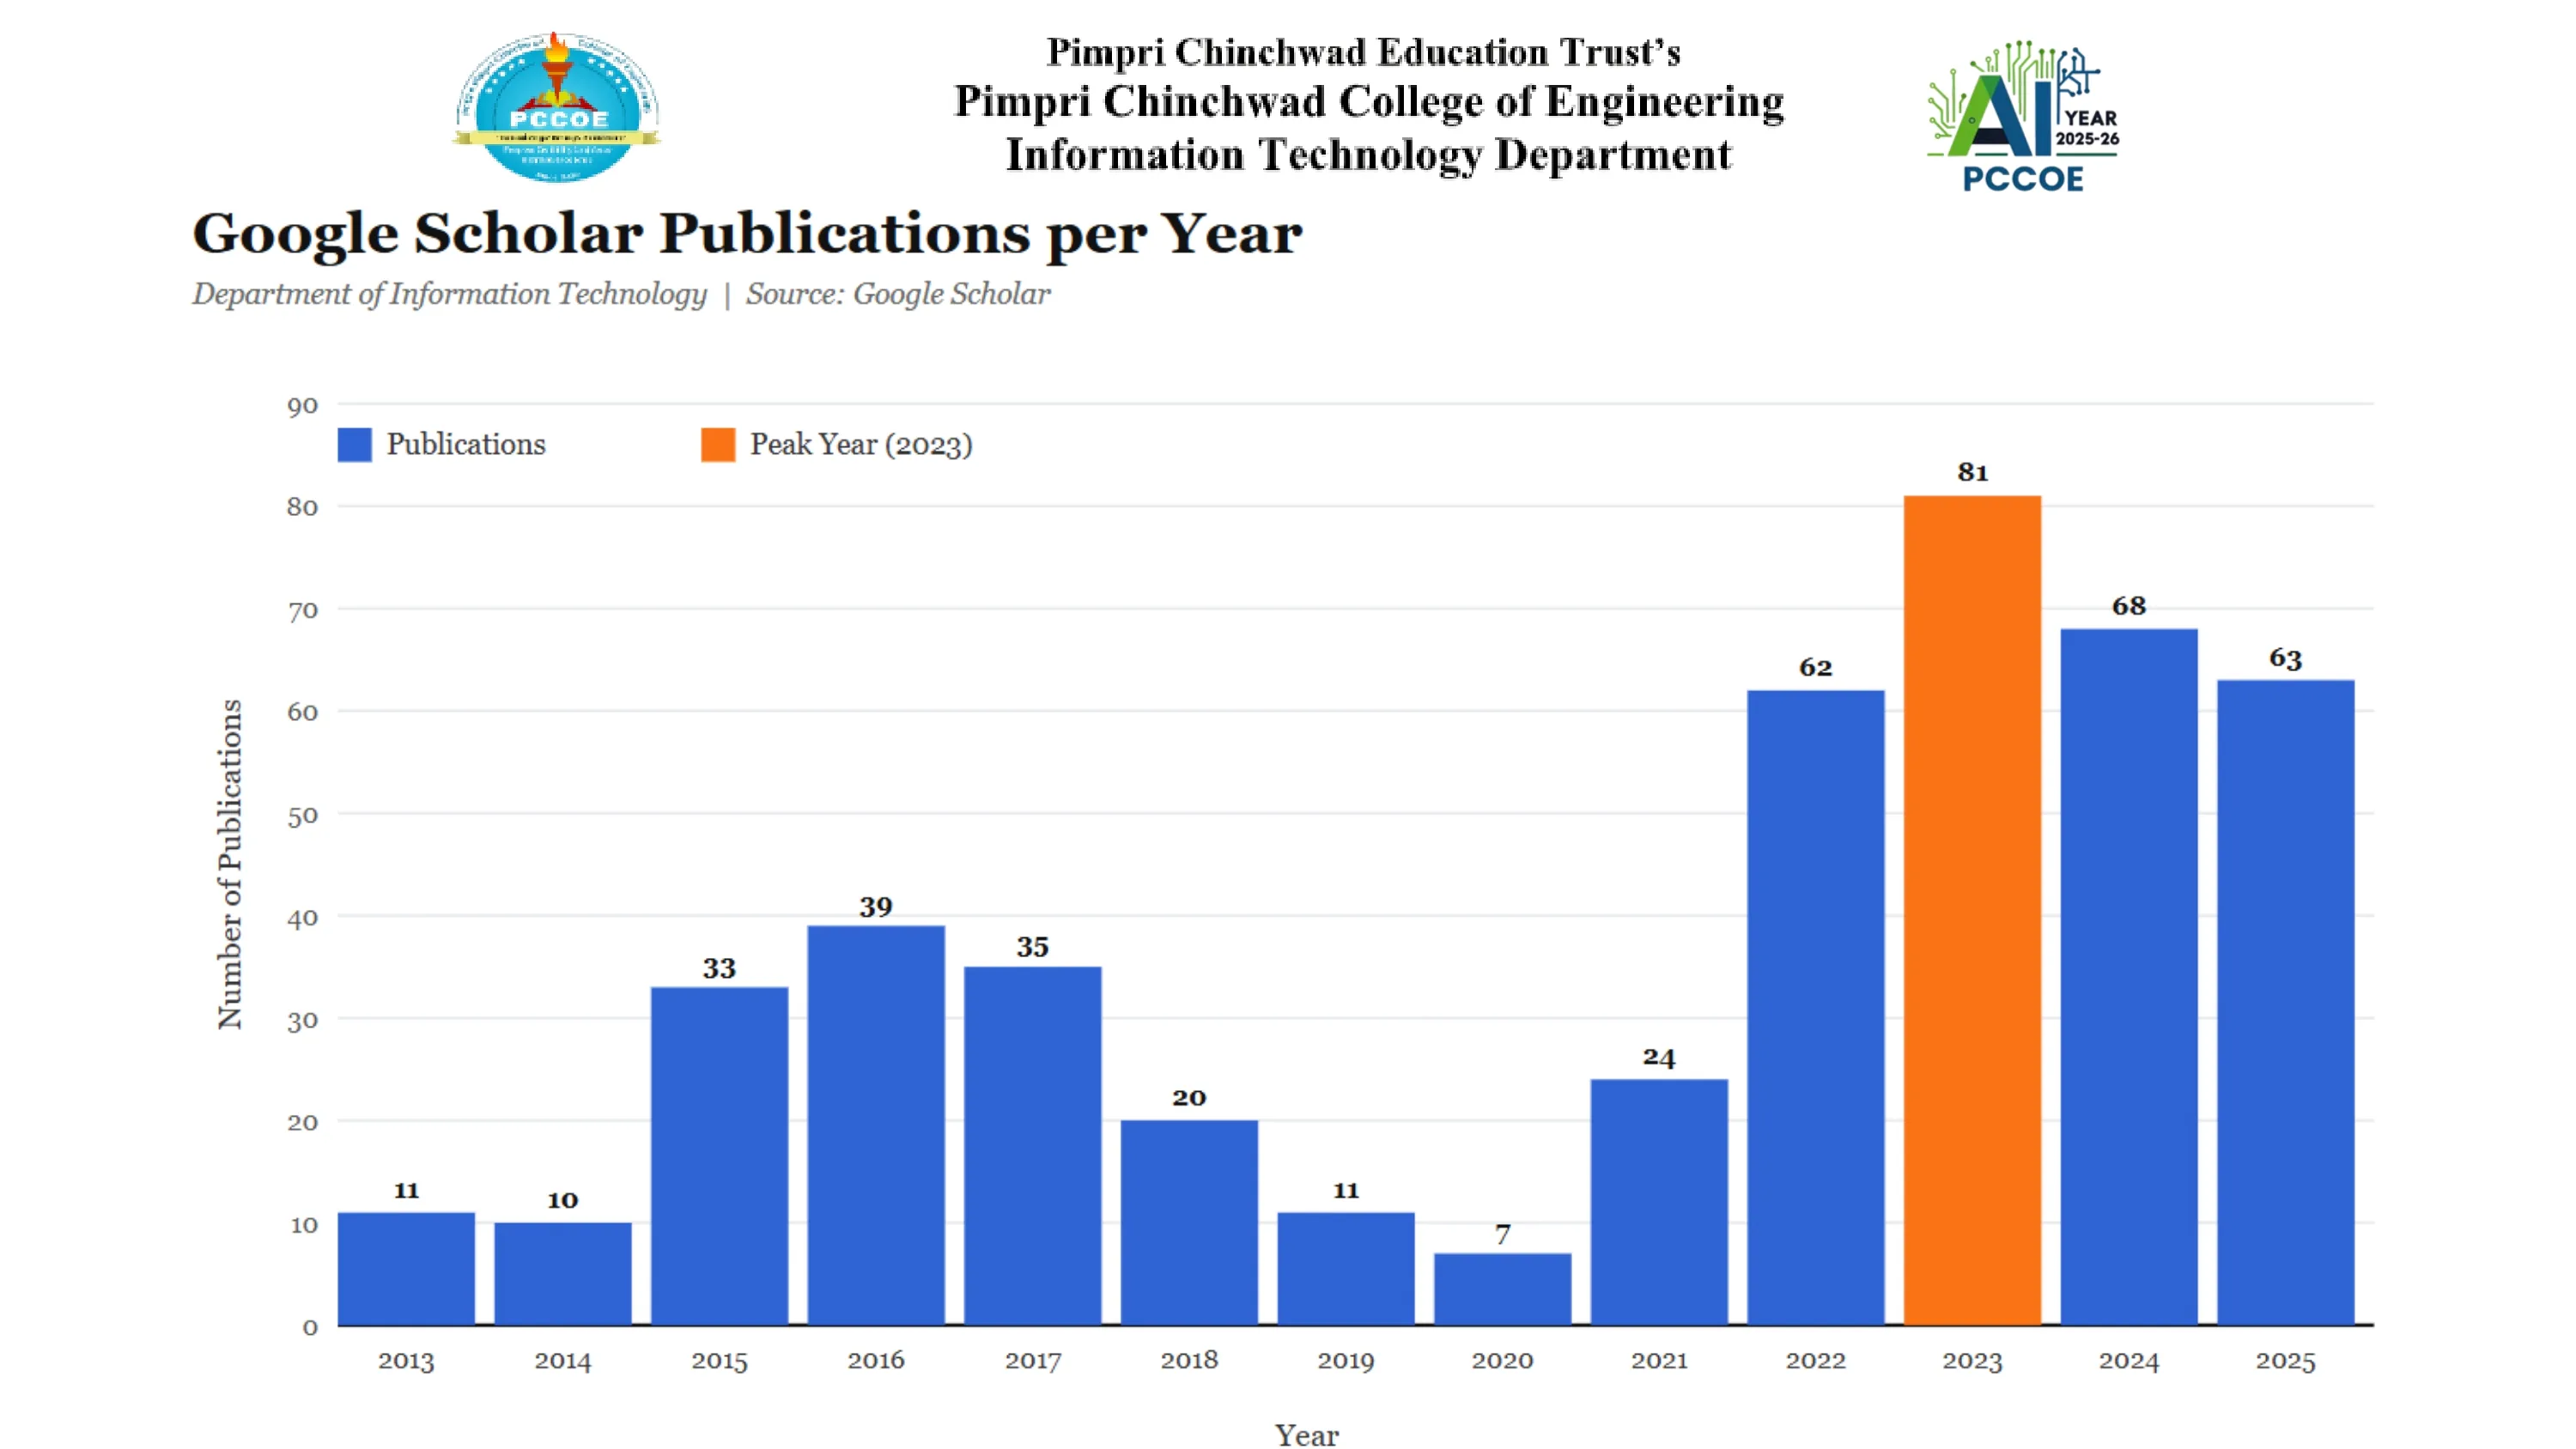 Pimpri Chinchwad Education Trust's
Pimpri Chinchwad College of Engineering
Information Technology Department
PCCOE
AI YEAR
2025-26
PCCOE
Google Scholar Publications per Year
Department of Information Technology | Source: Google Scholar
Publications
Peak Year (2023)
Number of Publications
90
80
70
60
50
40
30
20
10
0
11
10
33
39
35
20
11
7
24
62
81
68
63
2013 2014 2015 2016 2017 2018 2019 2020 2021 2022 2023 2024 2025
Year